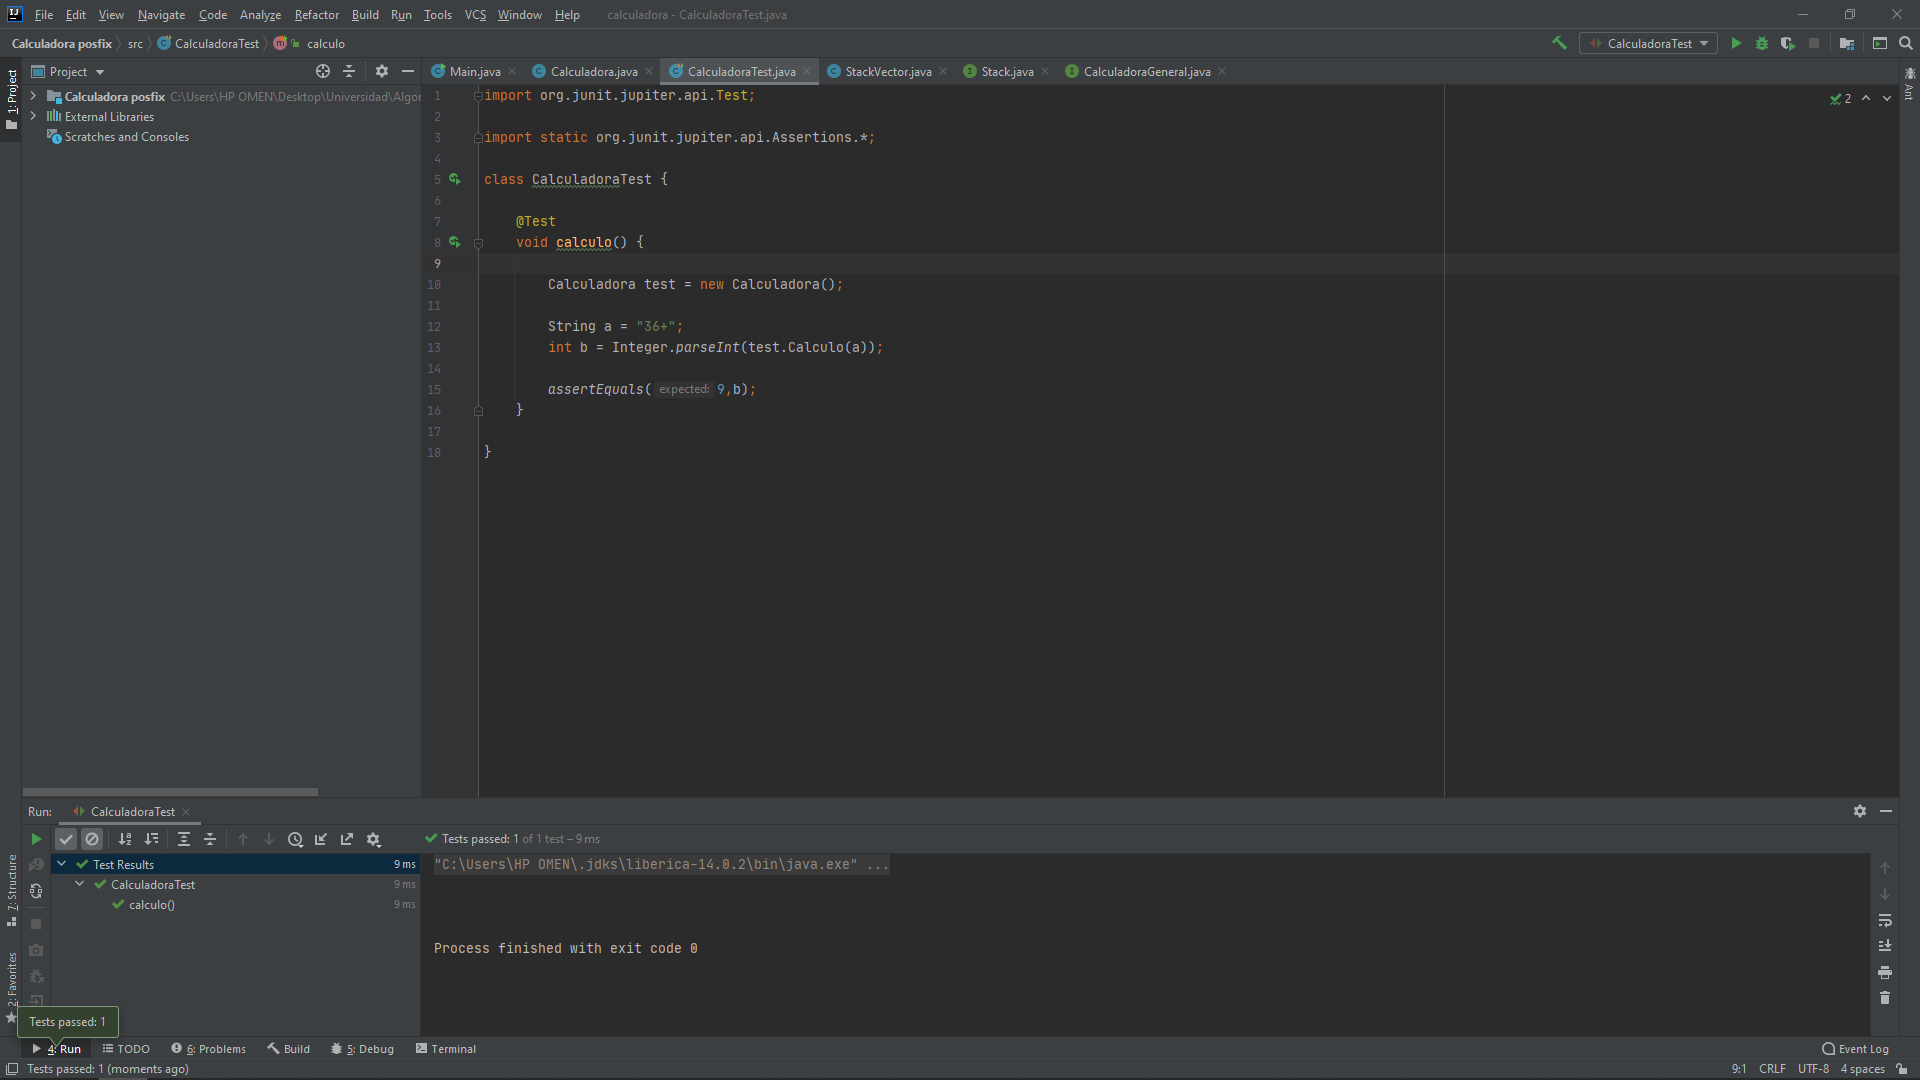 File Edit View Navigate Code Analyze Refactor Build Run Tools VCS Window Help calculadora - CalculadoraTest.java
Calculadora posfix src CalculadoraTest m calculo CalculadoraTest
Project Main.java Calculadora.java CalculadoraTest.java StackVector.java Stack.java CalculadoraGeneral.java
1: Project
Ant
Calculadora posfix C:\Users\HP OMEN\Desktop\Universidad\Algor
External Libraries
Scratches and Consoles
2
1 import org.junit.jupiter.api.Test;
2
3 import static org.junit.jupiter.api.Assertions.*;
4
5 class CalculadoraTest {
6
7 @Test
8 void calculo() {
9
10 Calculadora test = new Calculadora();
11
12 String a = "36+";
13 int b = Integer.parseInt(test.Calculo(a));
14
15 assertEquals( expected: 9,b);
16 }
17
18 }
Run: CalculadoraTest
Tests passed: 1 of 1 test – 9 ms
Test Results 9 ms
CalculadoraTest 9 ms
calculo() 9 ms
"C:\Users\HP OMEN\.jdks\liberica-14.0.2\bin\java.exe" ...
Process finished with exit code 0
7: Structure
2: Favorites
Tests passed: 1
4: Run TODO 6: Problems Build 5: Debug Terminal Event Log
Tests passed: 1 (moments ago) 9:1 CRLF UTF-8 4 spaces